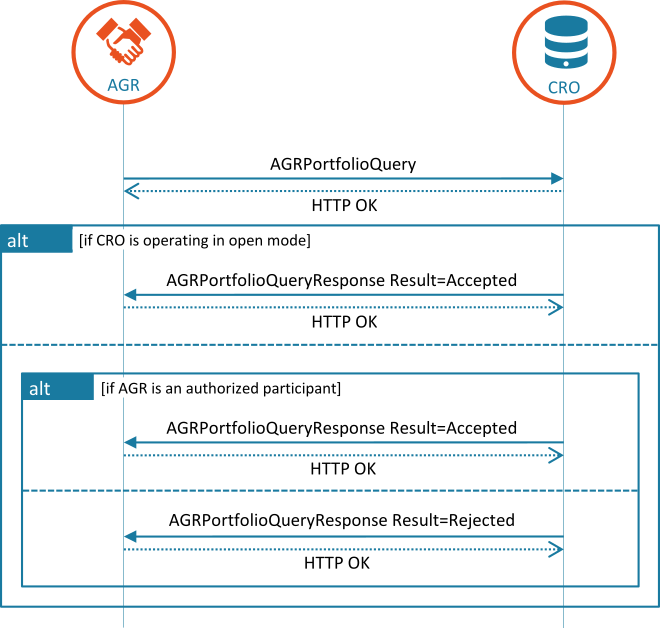 AGR
CRO
AGRPortfolioQuery
HTTP OK
alt
[if CRO is operating in open mode]
AGRPortfolioQueryResponse Result=Accepted
HTTP OK
alt
[if AGR is an authorized participant]
AGRPortfolioQueryResponse Result=Accepted
HTTP OK
AGRPortfolioQueryResponse Result=Rejected
HTTP OK